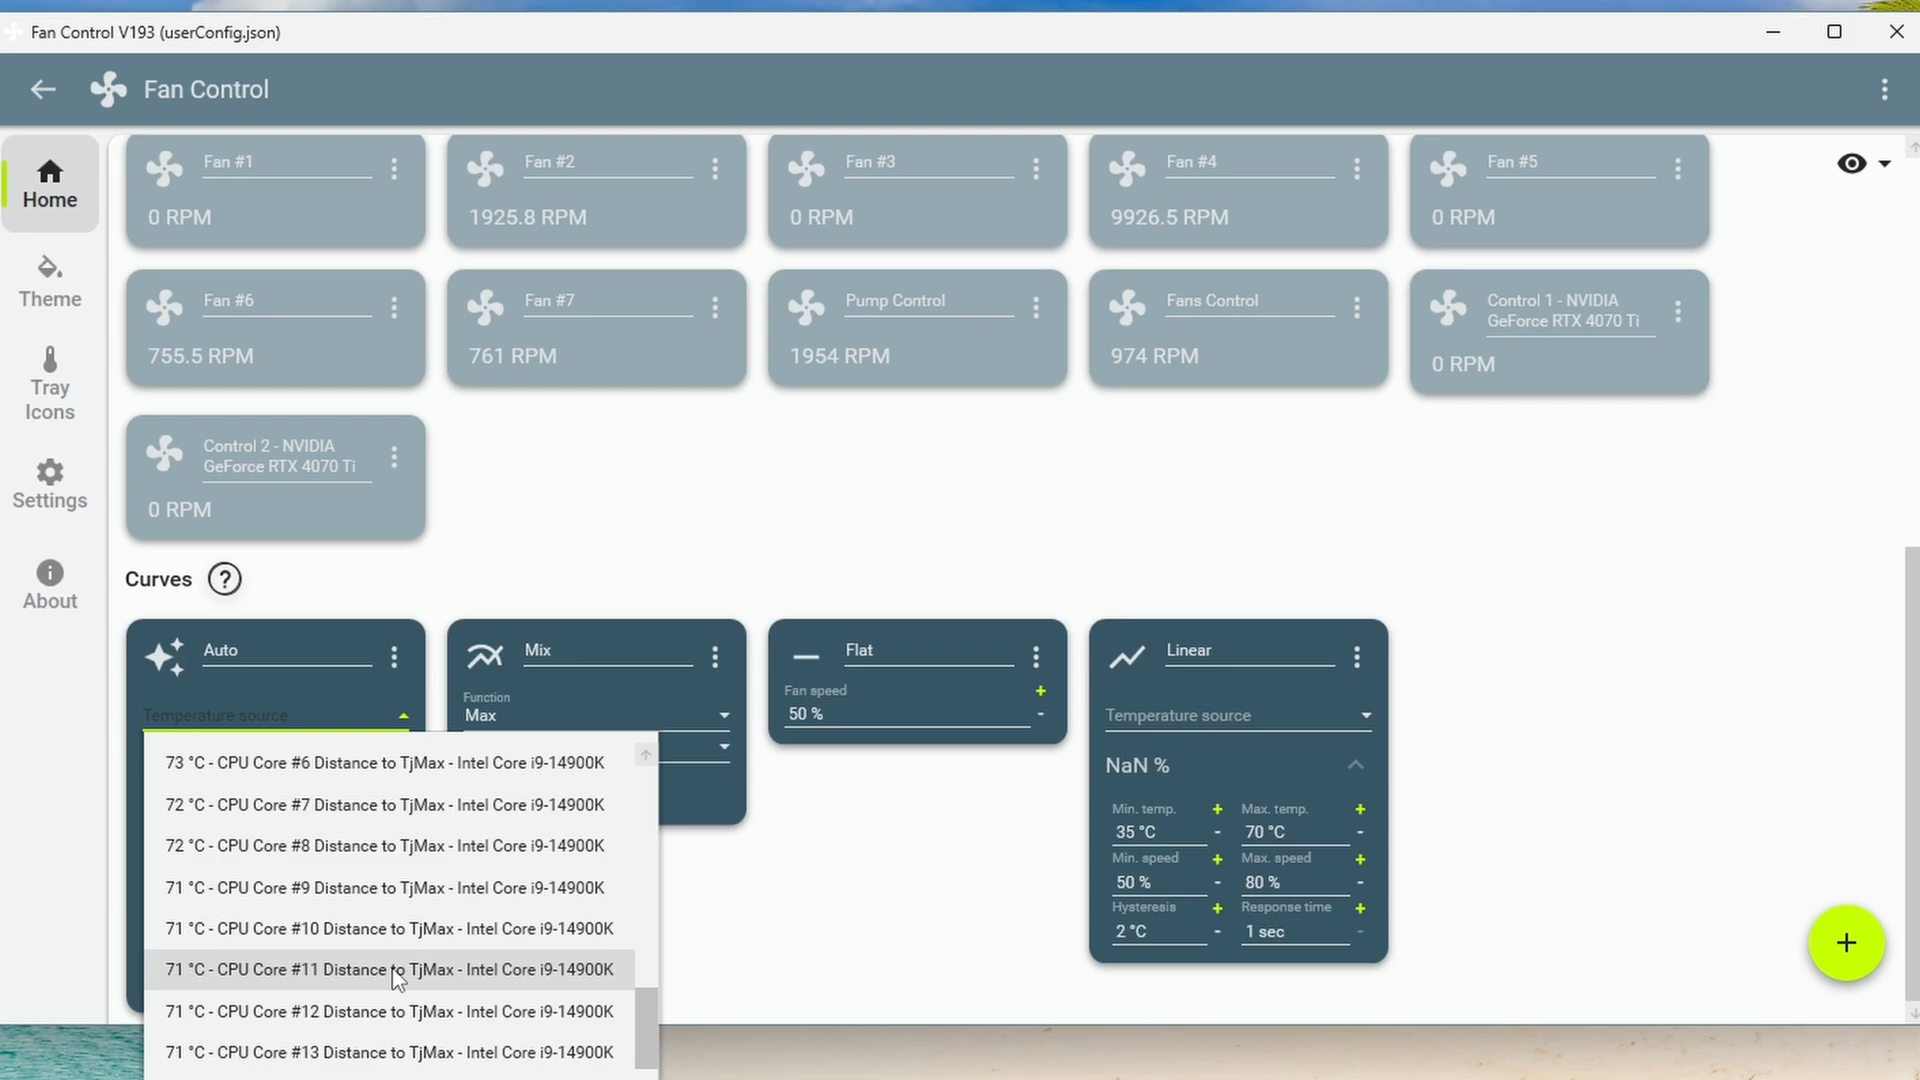 Fan Control V193 (userConfig.json)
Fan Control
Home
Theme
Tray
Icons
Settings
About
Fan #1
0 RPM
Fan #2
1925.8 RPM
Fan #3
0 RPM
Fan #4
9926.5 RPM
Fan #5
0 RPM
Fan #6
755.5 RPM
Fan #7
761 RPM
Pump Control
1954 RPM
Fans Control
974 RPM
Control 1 - NVIDIA
GeForce RTX 4070 Ti
0 RPM
Control 2 - NVIDIA
GeForce RTX 4070 Ti
0 RPM
Curves ?
Auto
Temperature source
73 °C - CPU Core #6 Distance to TjMax - Intel Core i9-14900K
72 °C - CPU Core #7 Distance to TjMax - Intel Core i9-14900K
72 °C - CPU Core #8 Distance to TjMax - Intel Core i9-14900K
71 °C - CPU Core #9 Distance to TjMax - Intel Core i9-14900K
71 °C - CPU Core #10 Distance to TjMax - Intel Core i9-14900K
71 °C - CPU Core #11 Distance to TjMax - Intel Core i9-14900K
71 °C - CPU Core #12 Distance to TjMax - Intel Core i9-14900K
71 °C - CPU Core #13 Distance to TjMax - Intel Core i9-14900K
Mix
Function
Max
Flat
Fan speed +
50 % -
Linear
Temperature source
NaN %
Min. temp. + Max. temp. +
35 °C - 70 °C -
Min. speed + Max. speed +
50 % - 80 % -
Hysteresis + Response time +
2 °C - 1 sec -
+